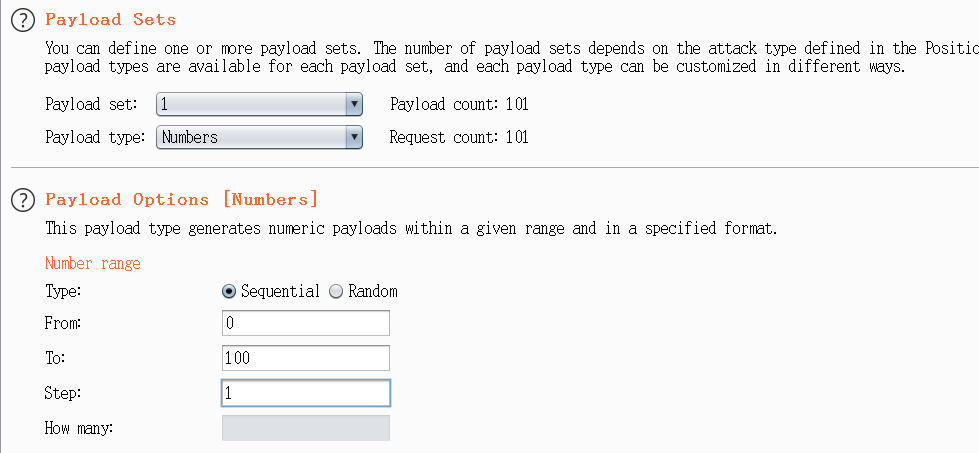 Payload Sets
You can define one or more payload sets. The number of payload sets depends on the attack type defined in the Positio
payload types are available for each payload set, and each payload type can be customized in different ways.
Payload set: 1 Payload count: 101
Payload type: Numbers Request count: 101
Payload Options [Numbers]
This payload type generates numeric payloads within a given range and in a specified format.
Number range
Type: Sequential Random
From: 0
To: 100
Step: 1
How many: